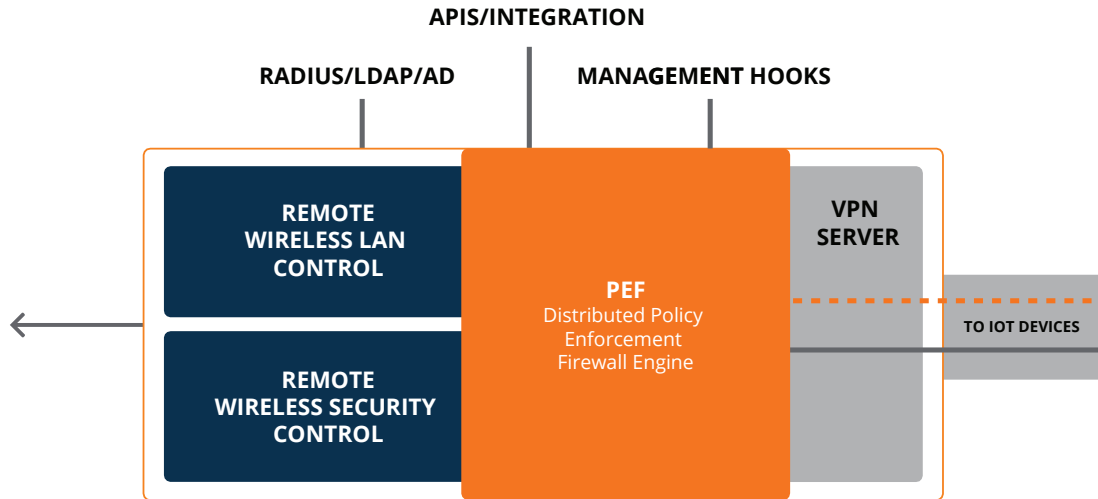 APIS/INTEGRATION
RADIUS/LDAP/AD
MANAGEMENT HOOKS
REMOTE
WIRELESS LAN
CONTROL
REMOTE
WIRELESS SECURITY
CONTROL
PEF
Distributed Policy
Enforcement
Firewall Engine
VPN
SERVER
TO IOT DEVICES